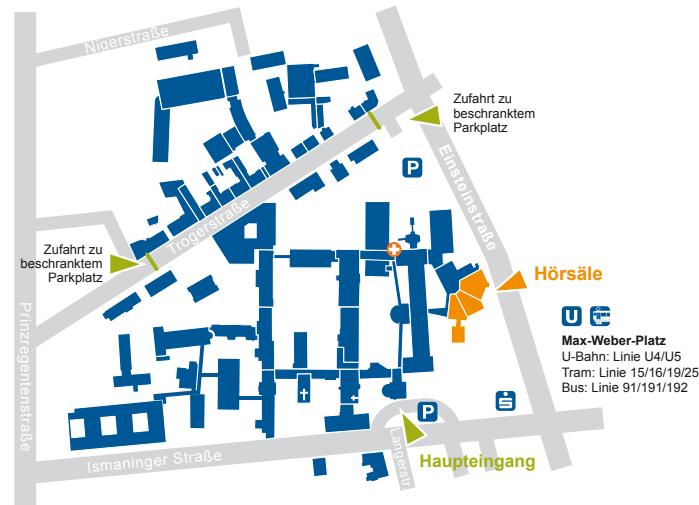 Nigerstraße
Zufahrt zu
beschranktem
Parkplatz
P
Einsteinstraße
Trogerstraße
Zufahrt zu
beschranktem
Parkplatz
Hörsäle
Prinzregentenstraße
U
Max-Weber-Platz
U-Bahn: Linie U4/U5
Tram: Linie 15/16/19/25
Bus: Linie 91/191/192
P
Ismaninger Straße
Langerstr
Haupteingang